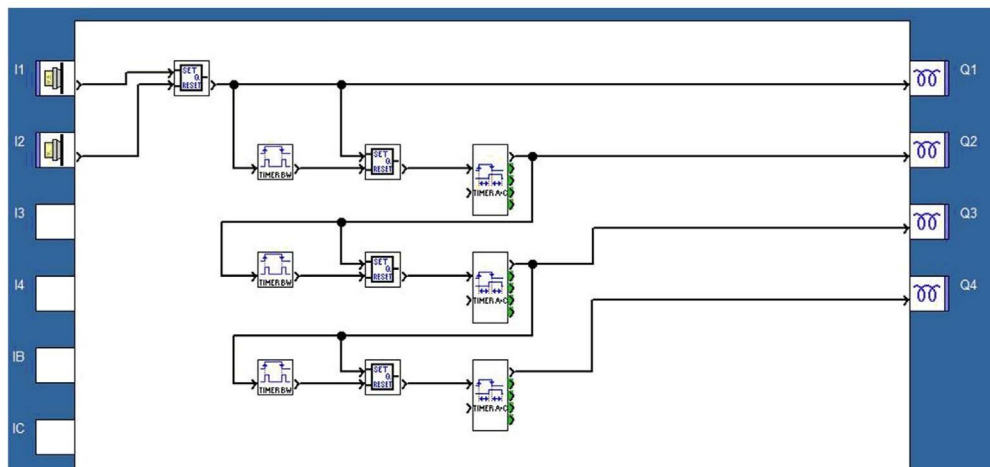 I1
SET
Q
RESET
Q1
I2
TIMER BW
SET
Q
RESET
TIMER A>C
Q2
I3
Q3
TIMER BW
SET
Q
RESET
TIMER A>C
I4
Q4
IB
TIMER BW
SET
Q
RESET
TIMER A>C
IC